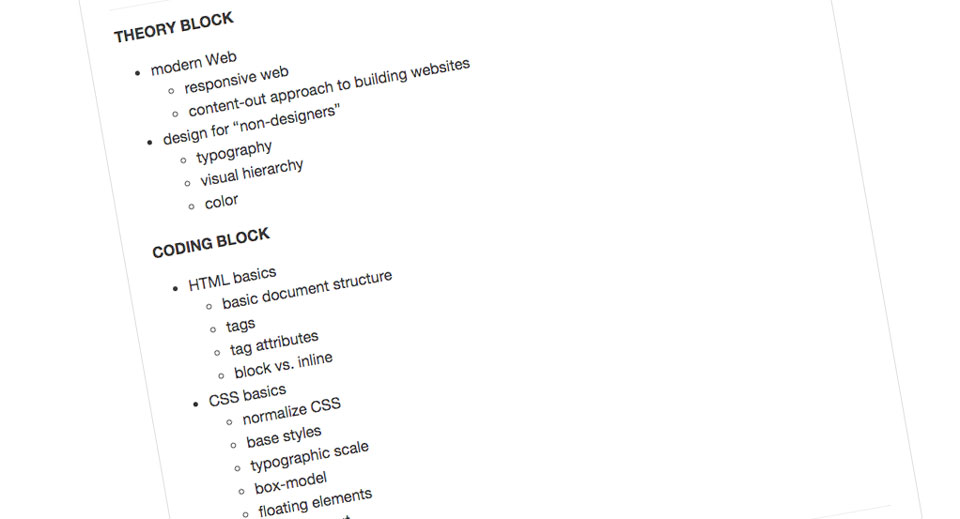 THEORY BLOCK
modern Web
responsive web
content-out approach to building websites
design for “non-designers”
typography
visual hierarchy
color
CODING BLOCK
HTML basics
basic document structure
tags
tag attributes
block vs. inline
CSS basics
normalize CSS
base styles
typographic scale
box-model
floating elements